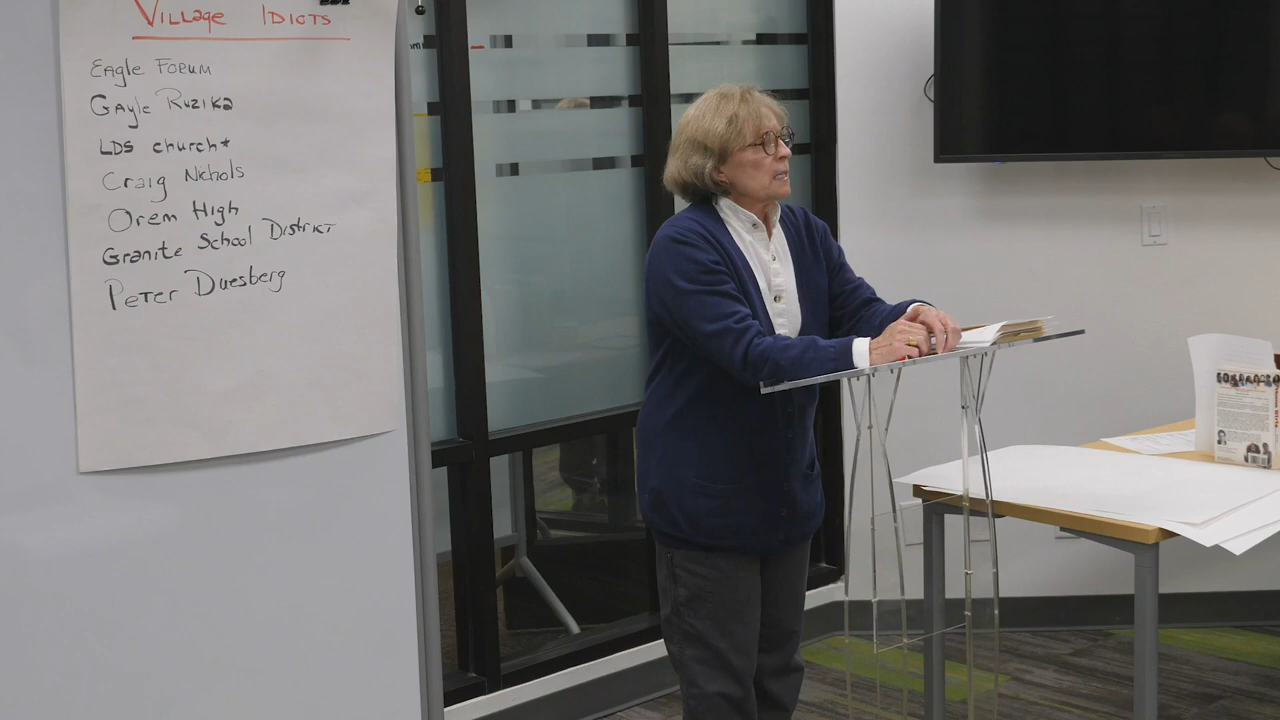 Village Idiots
Eagle Forum
Gayle Ruzika
LDS church*
Craig Nichols
Orem High
Granite School District
Peter Duesberg